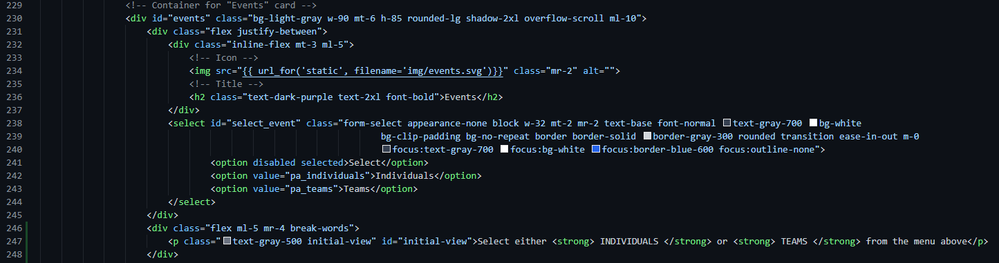 229 <!-- Container for "Events" card -->
230 <div id="events" class="bg-light-gray w-90 mt-6 h-85 rounded-lg shadow-2xl overflow-scroll ml-10">
231 <div class="flex justify-between">
232 <div class="inline-flex mt-3 ml-5">
233 <!-- Icon -->
234 <img src="{{ url_for('static', filename='img/events.svg')}}" class="mr-2" alt="">
235 <!-- Title -->
236 <h2 class="text-dark-purple text-2xl font-bold">Events</h2>
237 </div>
238 <select id="select_event" class="form-select appearance-none block w-32 mt-2 mr-2 text-base font-normal text-gray-700 bg-white
239 bg-clip-padding bg-no-repeat border border-solid border-gray-300 rounded transition ease-in-out m-0
240 focus:text-gray-700 focus:bg-white focus:border-blue-600 focus:outline-none">
241 <option disabled selected>Select</option>
242 <option value="pa_individuals">Individuals</option>
243 <option value="pa_teams">Teams</option>
244 </select>
245 </div>
246 <div class="flex ml-5 mr-4 break-words">
247 <p class="text-gray-500 initial-view" id="initial-view">Select either <strong> INDIVIDUALS </strong> or <strong> TEAMS </strong> from the menu above</p>
248 </div>